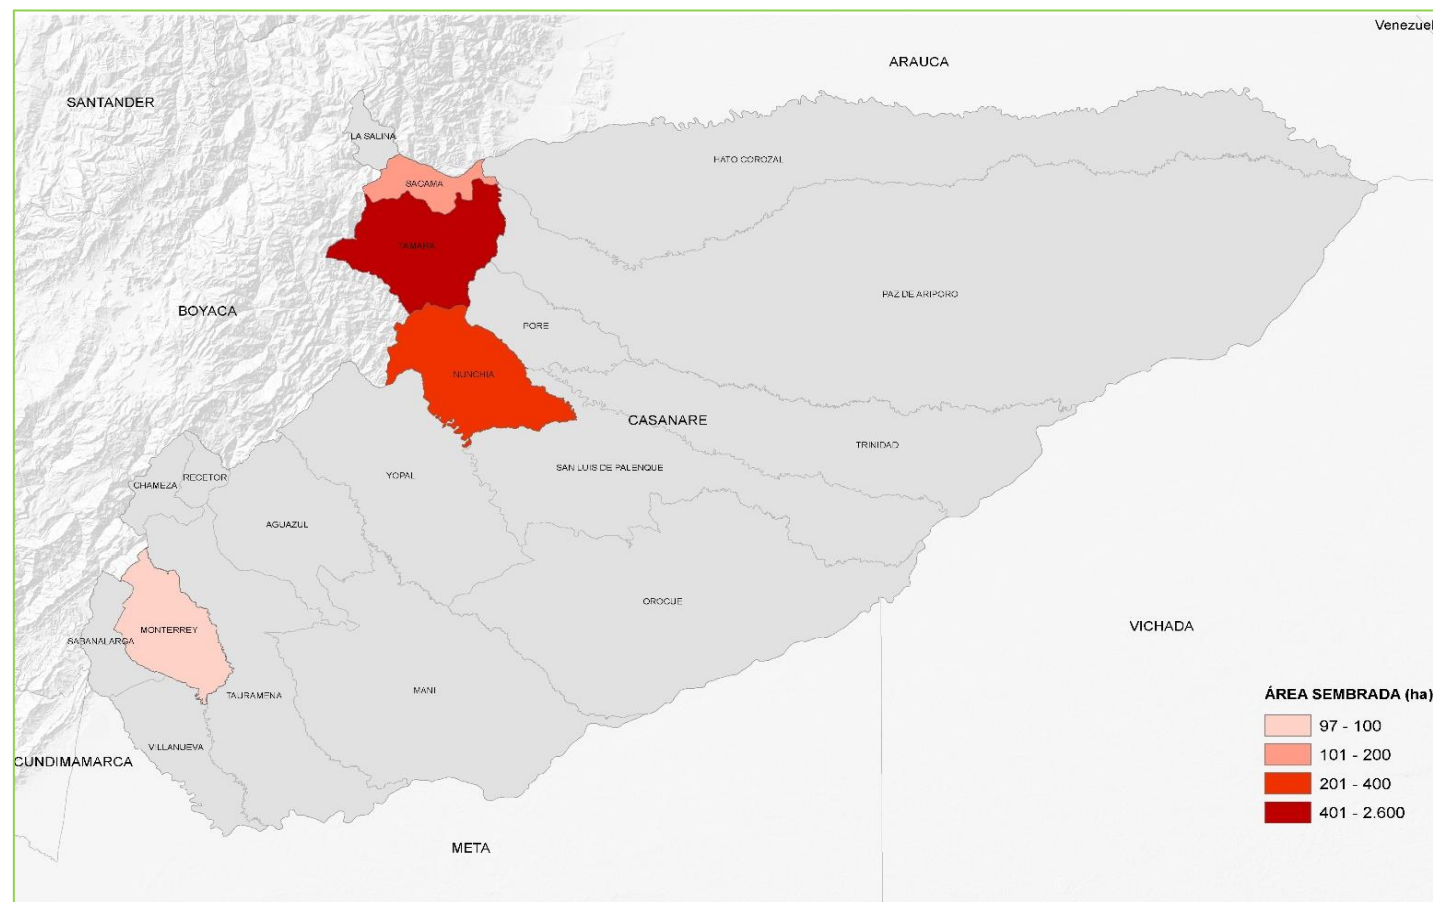 Venezuel
ARAUCA
SANTANDER
LA SALINA
HATO COROZAL
SACAMA
TAMARA
PAZ DE ARIPORO
BOYACA
PORE
NUNCHIA
CASANARE
TRINIDAD
SAN LUIS DE PALENQUE
YOPAL
RECETOR
CHAMEZA
AGUAZUL
OROCUE
VICHADA
MONTERREY
SABANALARGA
TAURAMENA
MANI
VILLANUEVA
CUNDIMAMARCA
META
ÁREA SEMBRADA (ha)
97 - 100
101 - 200
201 - 400
401 - 2.600